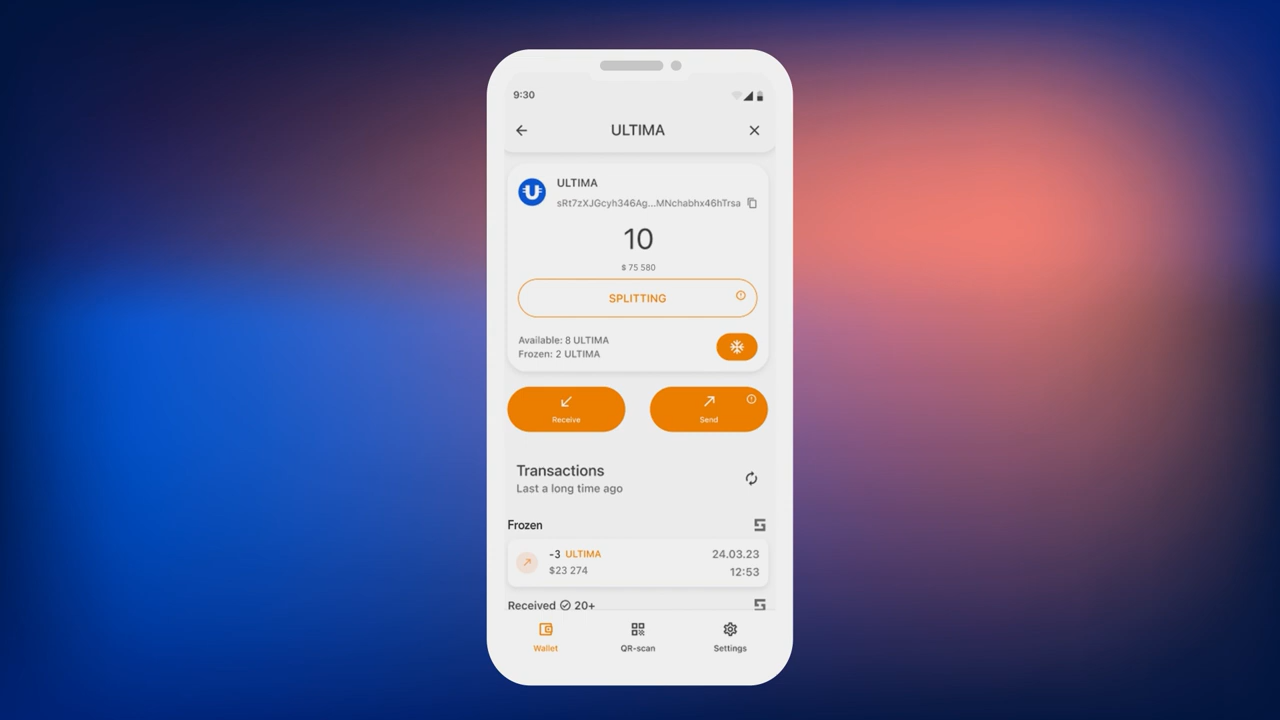 9:30
ULTIMA
ULTIMA
sRt7zXJGcyh346Ag...MNchabhx46hTrsa
10
$ 75 580
SPLITTING
Available: 8 ULTIMA
Frozen: 2 ULTIMA
Receive
Send
Transactions
Last a long time ago
Frozen
-3 ULTIMA
24.03.23
$23 274
12:53
Received 20+
Wallet
QR-scan
Settings